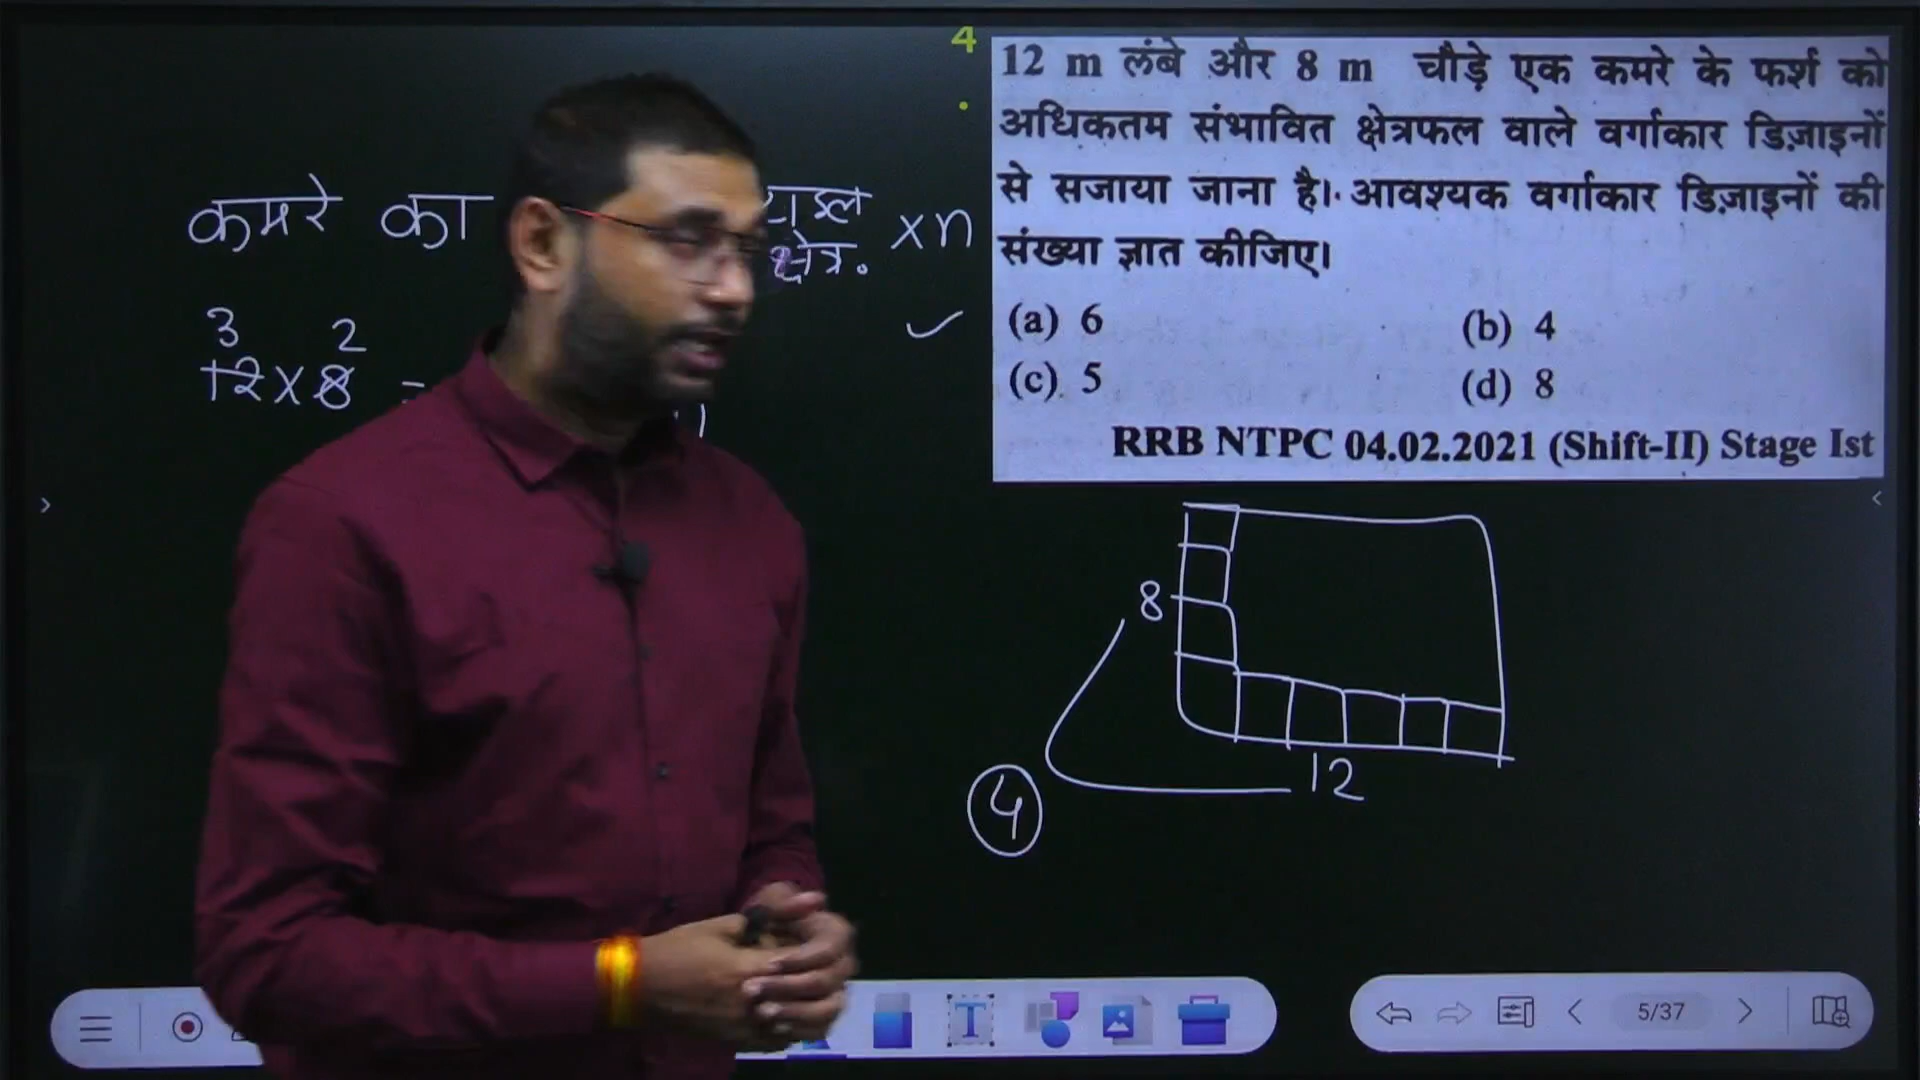 4
.
12 m लंबे और 8 m चौड़े एक कमरे के फर्श को
अधिकतम संभावित क्षेत्रफल वाले वर्गाकार डिज़ाइनों
से सजाया जाना है। आवश्यक वर्गाकार डिज़ाइनों की
संख्या ज्ञात कीजिए।
(a) 6 (b) 4
(c) 5 (d) 8
RRB NTPC 04.02.2021 (Shift-II) Stage Ist
कमरे का
क्षेत्र. × n
3 2
12 × 8 =
8
12
4
5/37